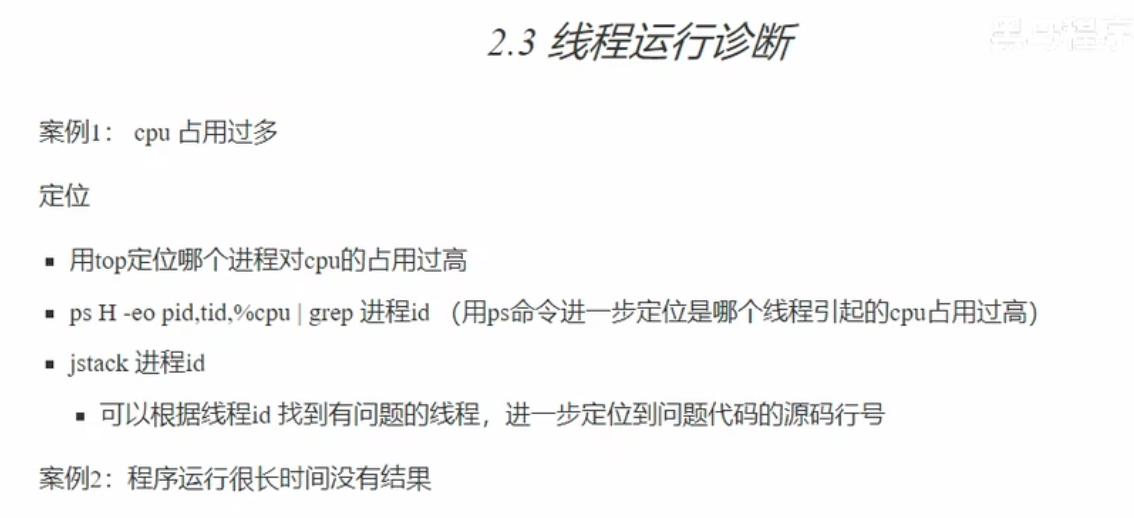 2.3 线程运行诊断
黑马程序
案例1： cpu 占用过多
定位
▪ 用top定位哪个进程对cpu的占用过高
▪ ps H -eo pid,tid,%cpu | grep 进程id （用ps命令进一步定位是哪个线程引起的cpu占用过高）
▪ jstack 进程id
▪ 可以根据线程id 找到有问题的线程，进一步定位到问题代码的源码行号
案例2：程序运行很长时间没有结果